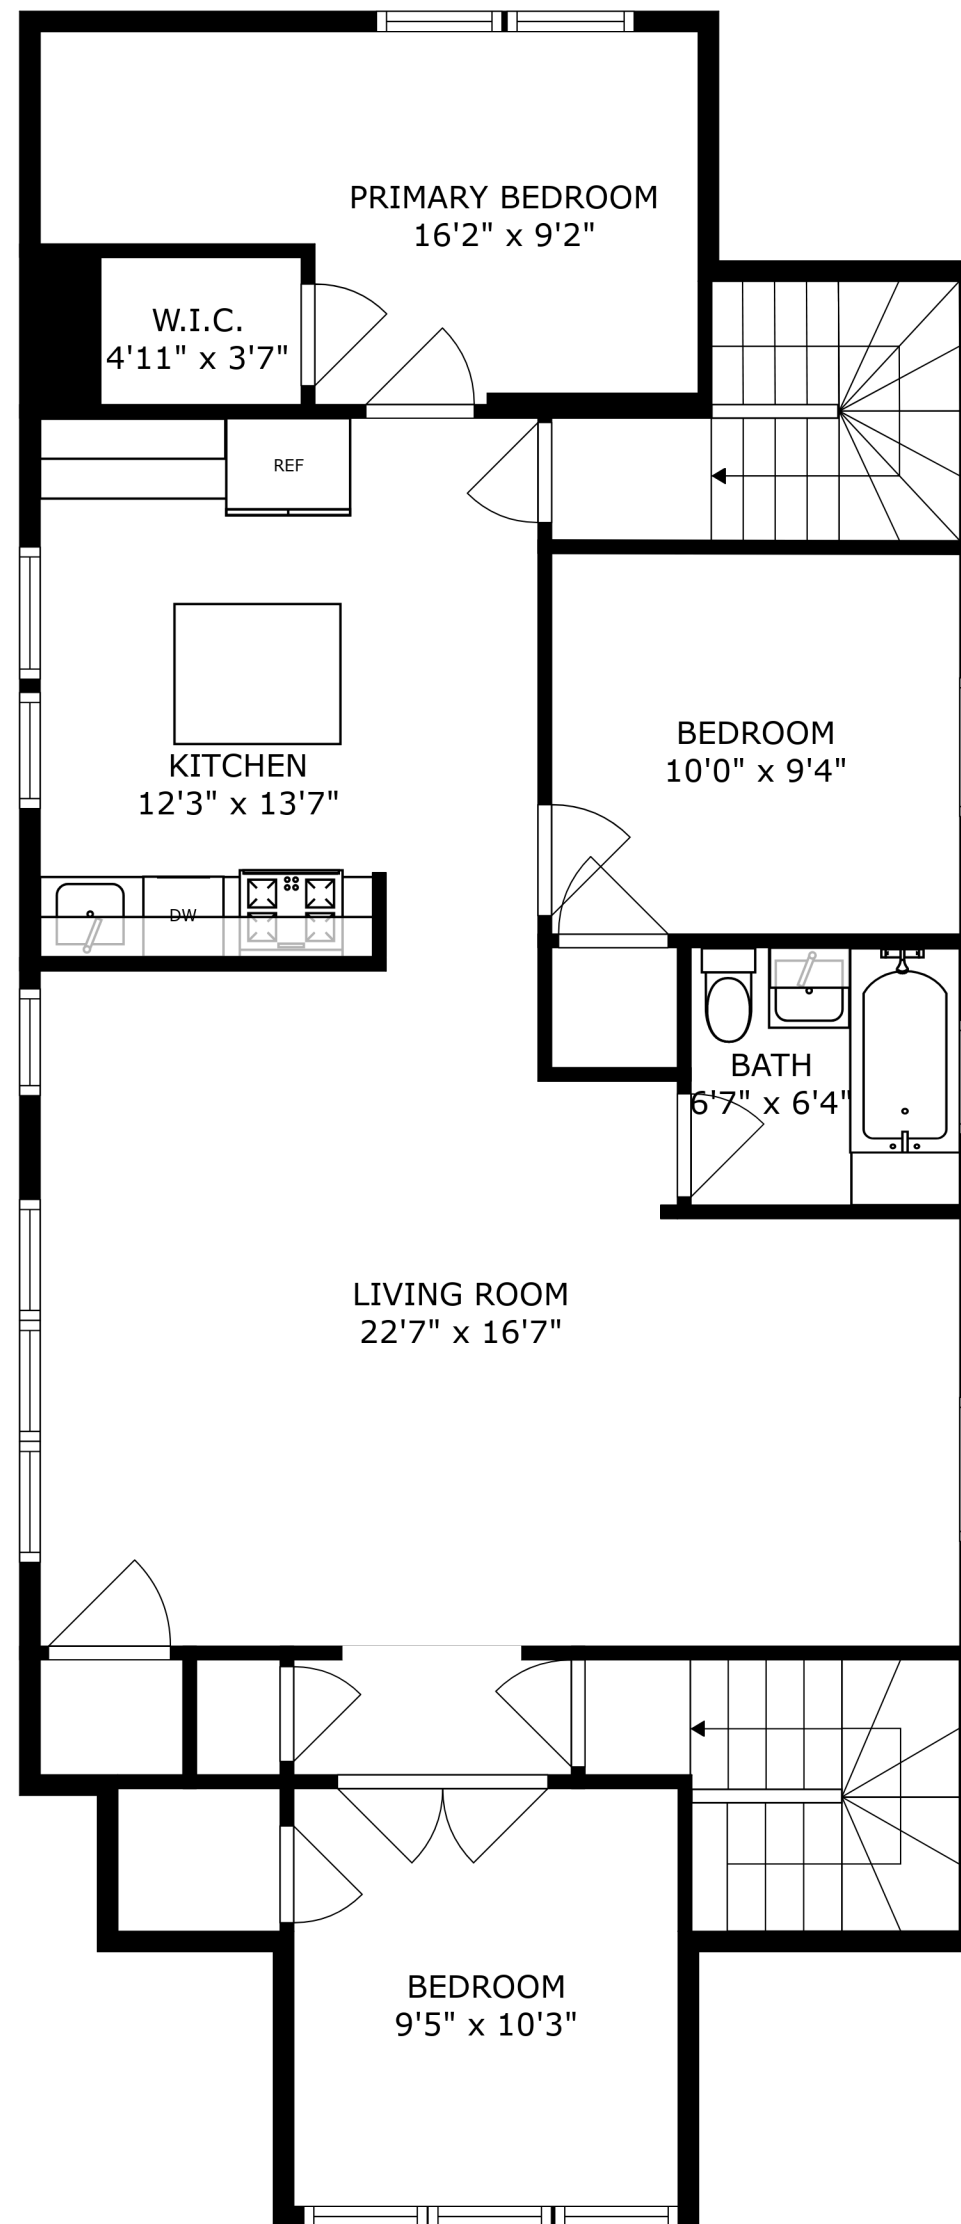 PRIMARY BEDROOM
16'2" x 9'2"
W.I.C.
4'11" x 3'7"
REF
BEDROOM
10'0" x 9'4"
KITCHEN
12'3" x 13'7"
DW
BATH
6'7" x 6'4"
LIVING ROOM
22'7" x 16'7"
BEDROOM
9'5" x 10'3"